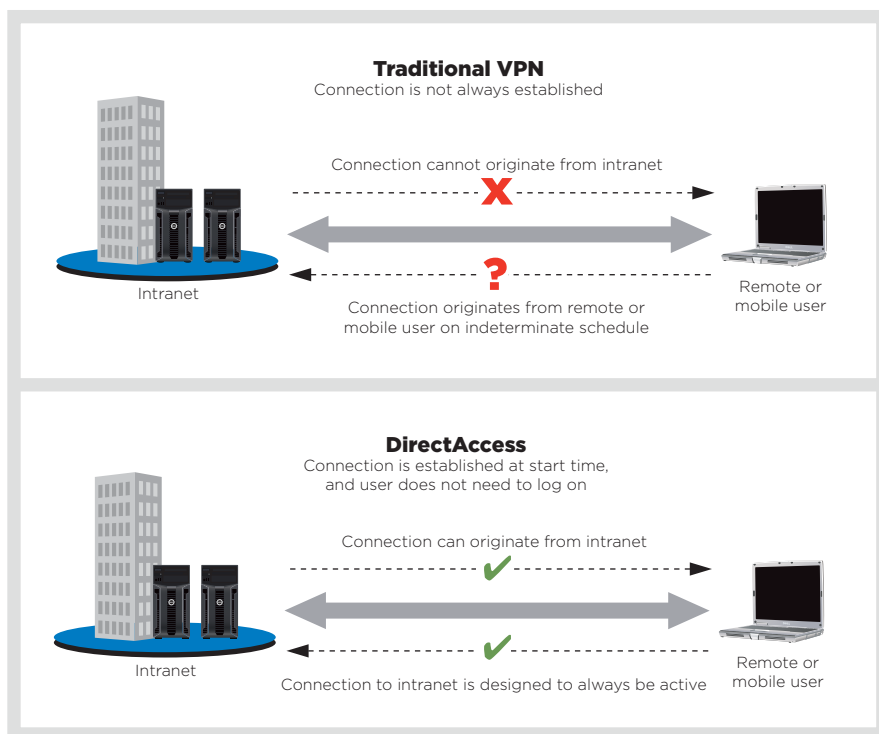 Traditional VPN
Connection is not always established
Connection cannot originate from intranet
X
?
Intranet
Remote or
mobile user
Connection originates from remote or
mobile user on indeterminate schedule
DirectAccess
Connection is established at start time,
and user does not need to log on
Connection can originate from intranet
Intranet
Remote or
mobile user
Connection to intranet is designed to always be active